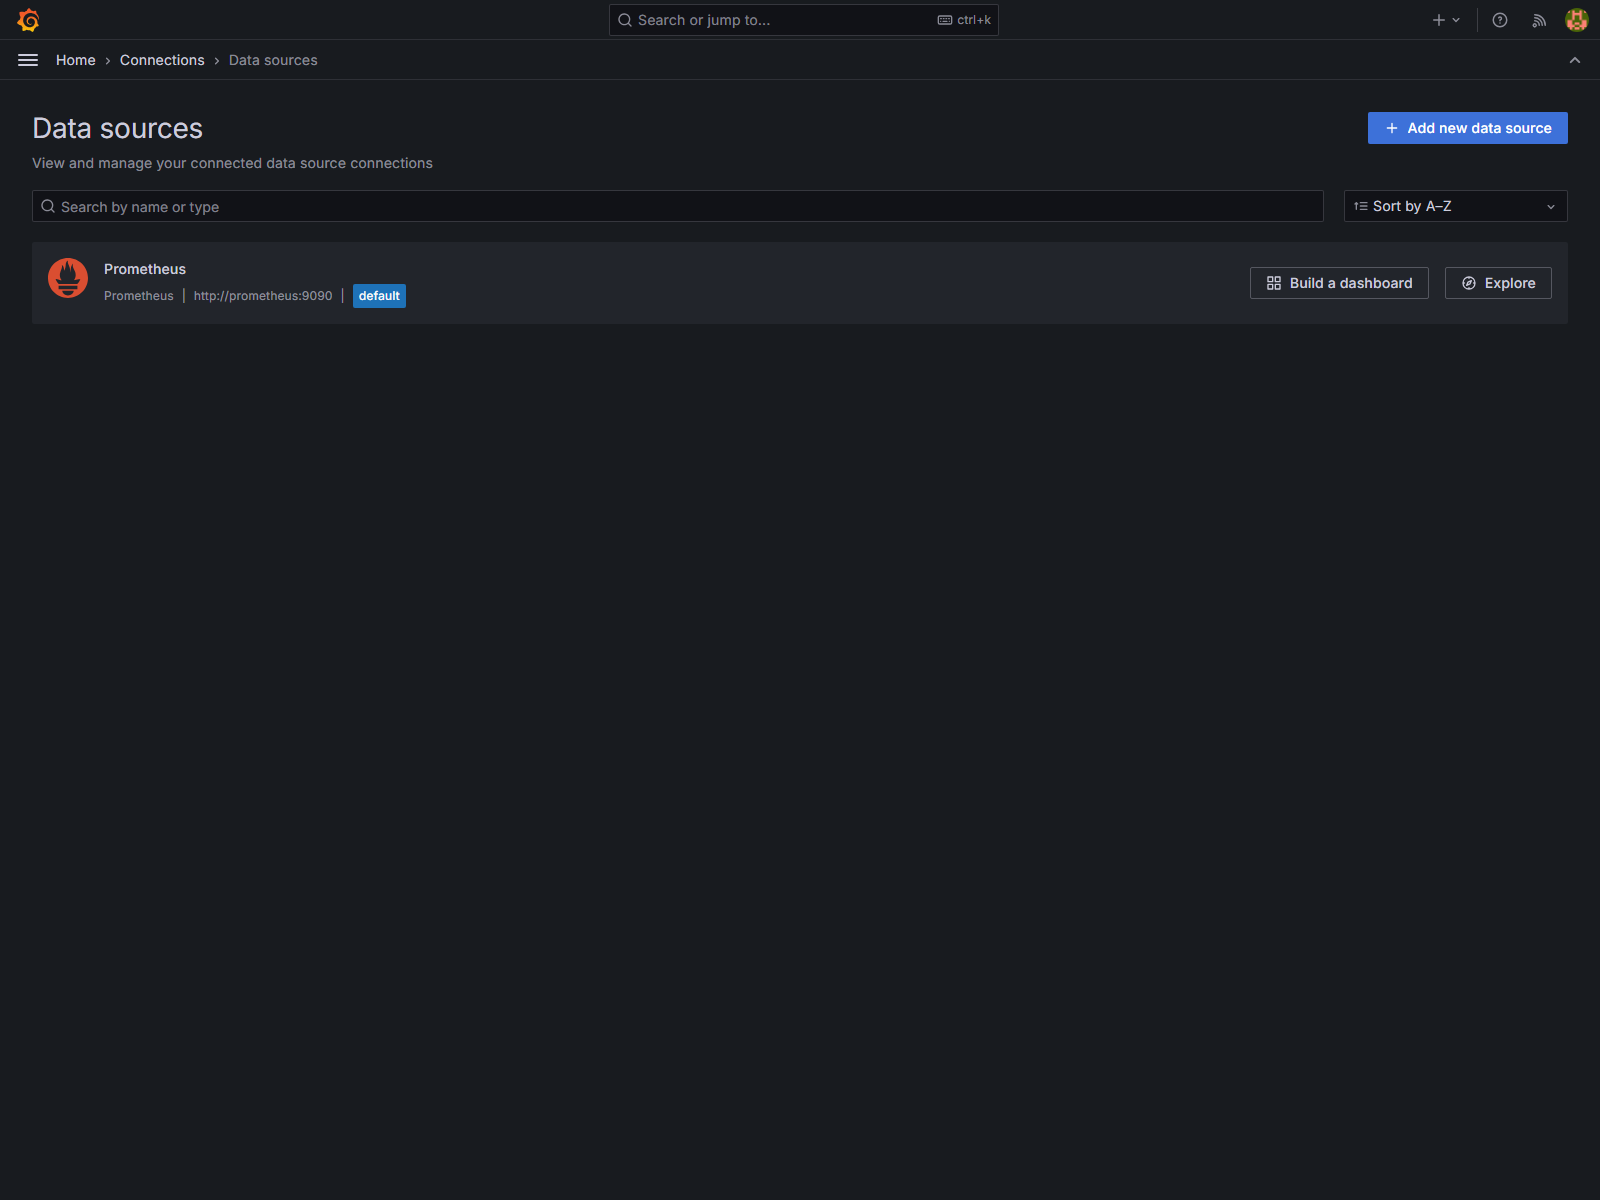 Search or jump to...
ctrl+k
Home
Connections
Data sources
Data sources
Add new data source
View and manage your connected data source connections
Search by name or type
Sort by A–Z
Prometheus
Prometheus | http://prometheus:9090 | default
Build a dashboard
Explore